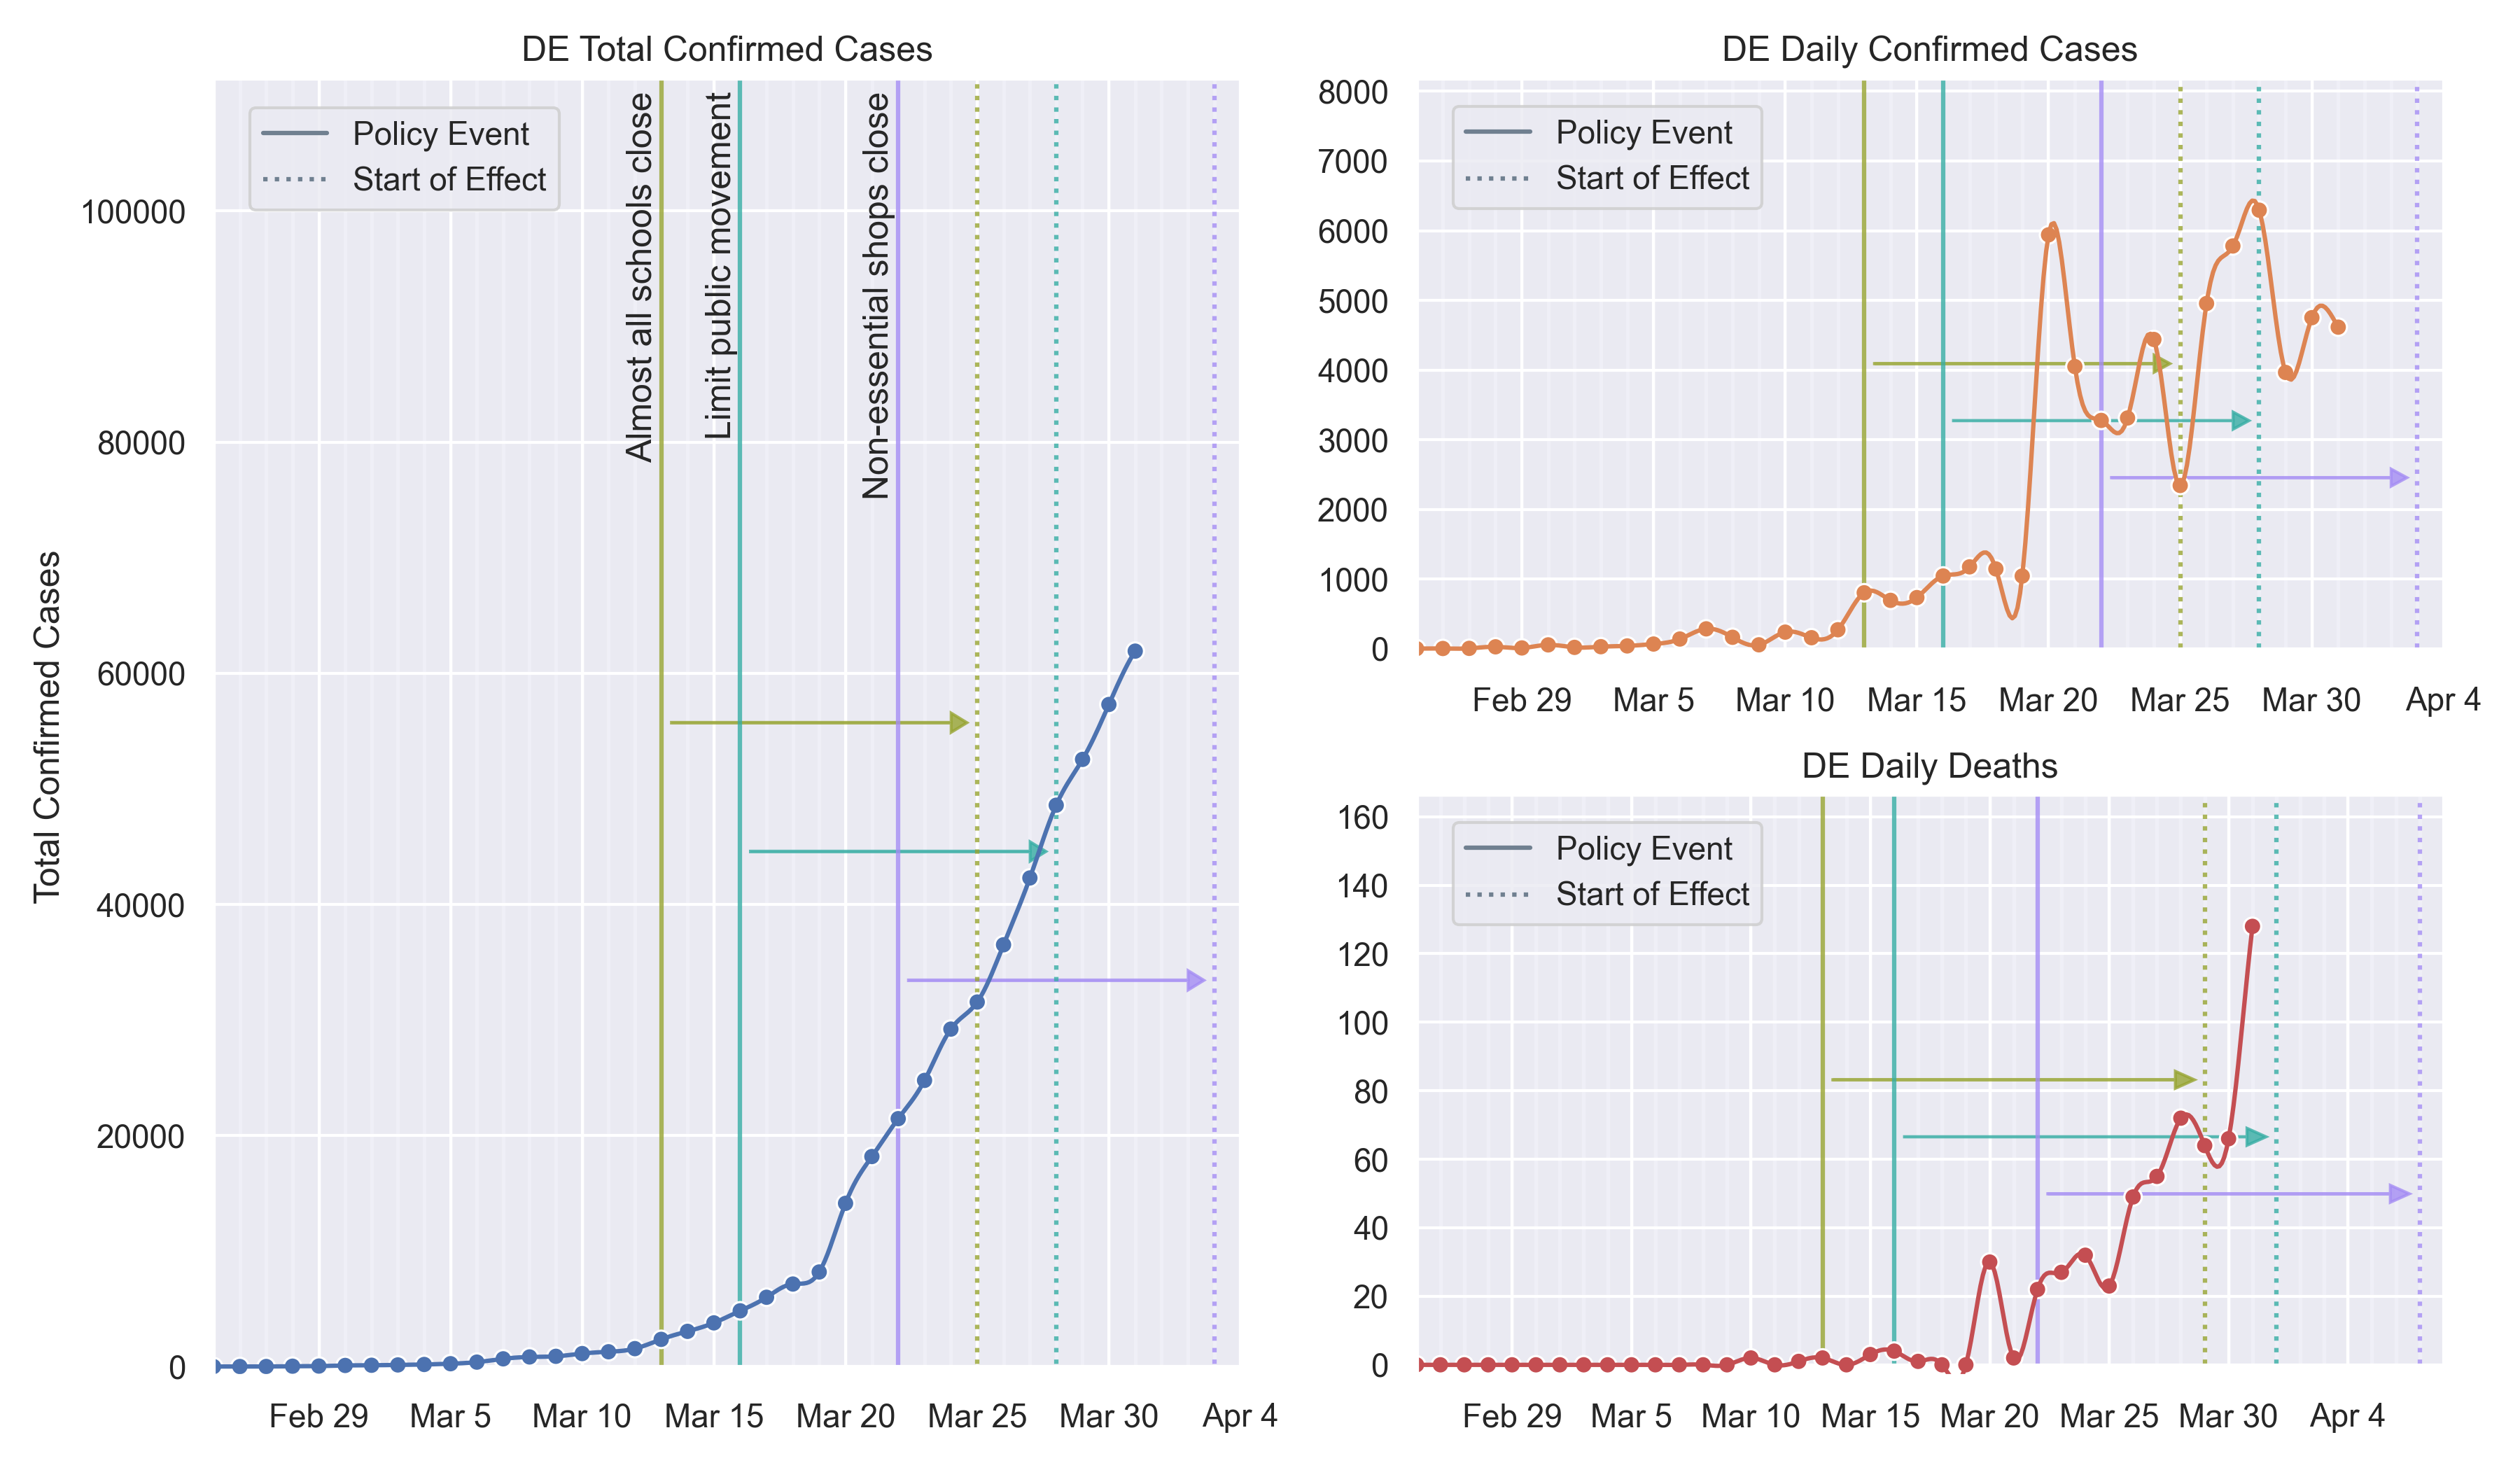 DE Total Confirmed Cases
Policy Event
Start of Effect
Almost all schools close
Limit public movement
Non-essential shops close
Total Confirmed Cases
100000
80000
60000
40000
20000
0
Feb 29 Mar 5 Mar 10 Mar 15 Mar 20 Mar 25 Mar 30 Apr 4
DE Daily Confirmed Cases
Policy Event
Start of Effect
8000
7000
6000
5000
4000
3000
2000
1000
0
Feb 29 Mar 5 Mar 10 Mar 15 Mar 20 Mar 25 Mar 30 Apr 4
DE Daily Deaths
Policy Event
Start of Effect
160
140
120
100
80
60
40
20
0
Feb 29 Mar 5 Mar 10 Mar 15 Mar 20 Mar 25 Mar 30 Apr 4